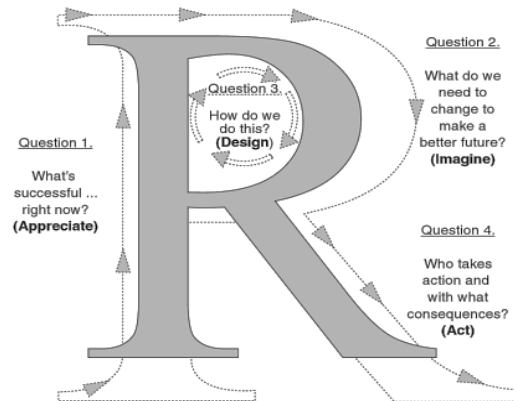 Question 1.
What's
successful ...
right now?
(Appreciate)
Question 2.
What do we
need to
change to
make a
better future?
(Imagine)
Question 3.
How do we
do this?
(Design)
Question 4.
Who takes
action and
with what
consequences?
(Act)
R